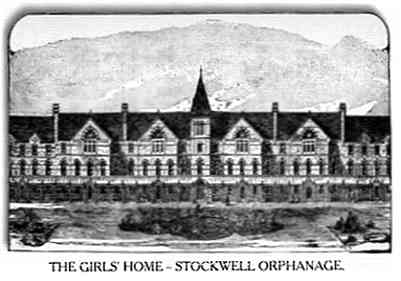 THE GIRLS' HOME - STOCKWELL ORPHANAGE.